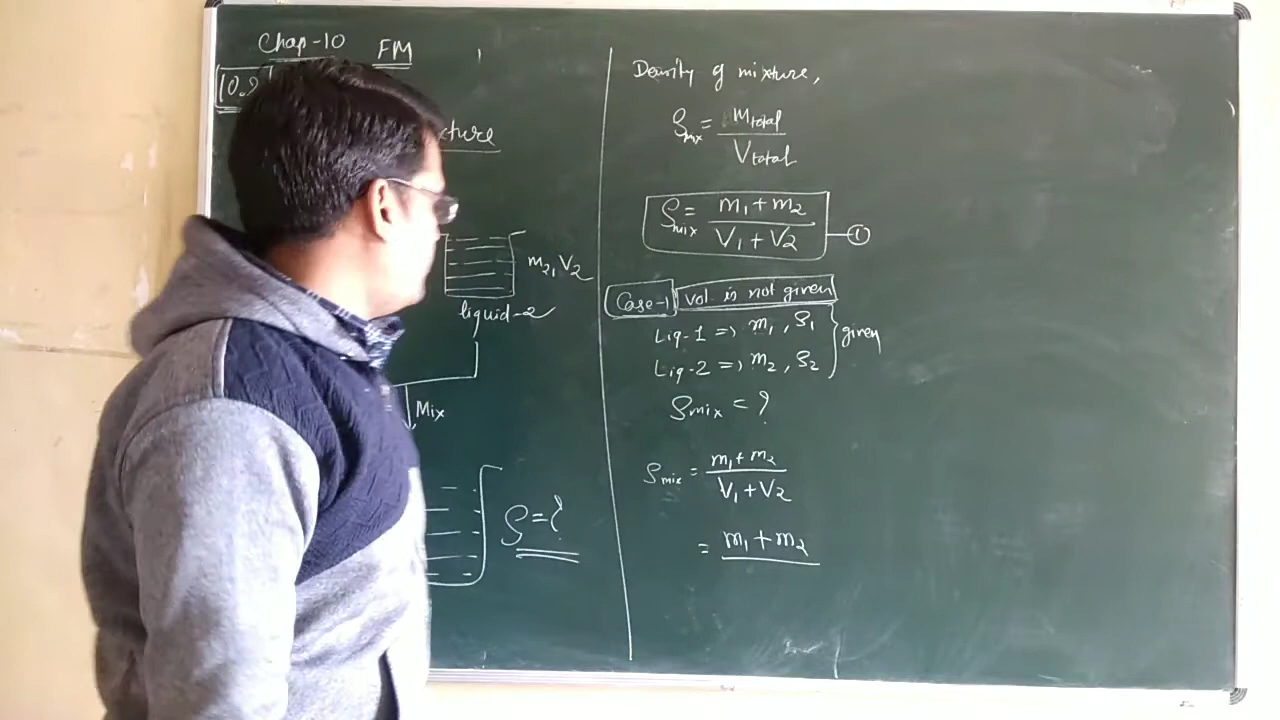 Chap-10 FM
10.
xture
m2, V2
liquid-2
Mix
ρ=?
Density of mixture,
ρmix = mtotal / Vtotal
ρmix = m1 + m2 / V1 + V2 — ①
Case-1 Vol. is not given
Liq-1 => m1, ρ1
Liq-2 => m2, ρ2 } given
ρmix = ?
ρmix = m1 + m2 / V1 + V2
= m1 + m2